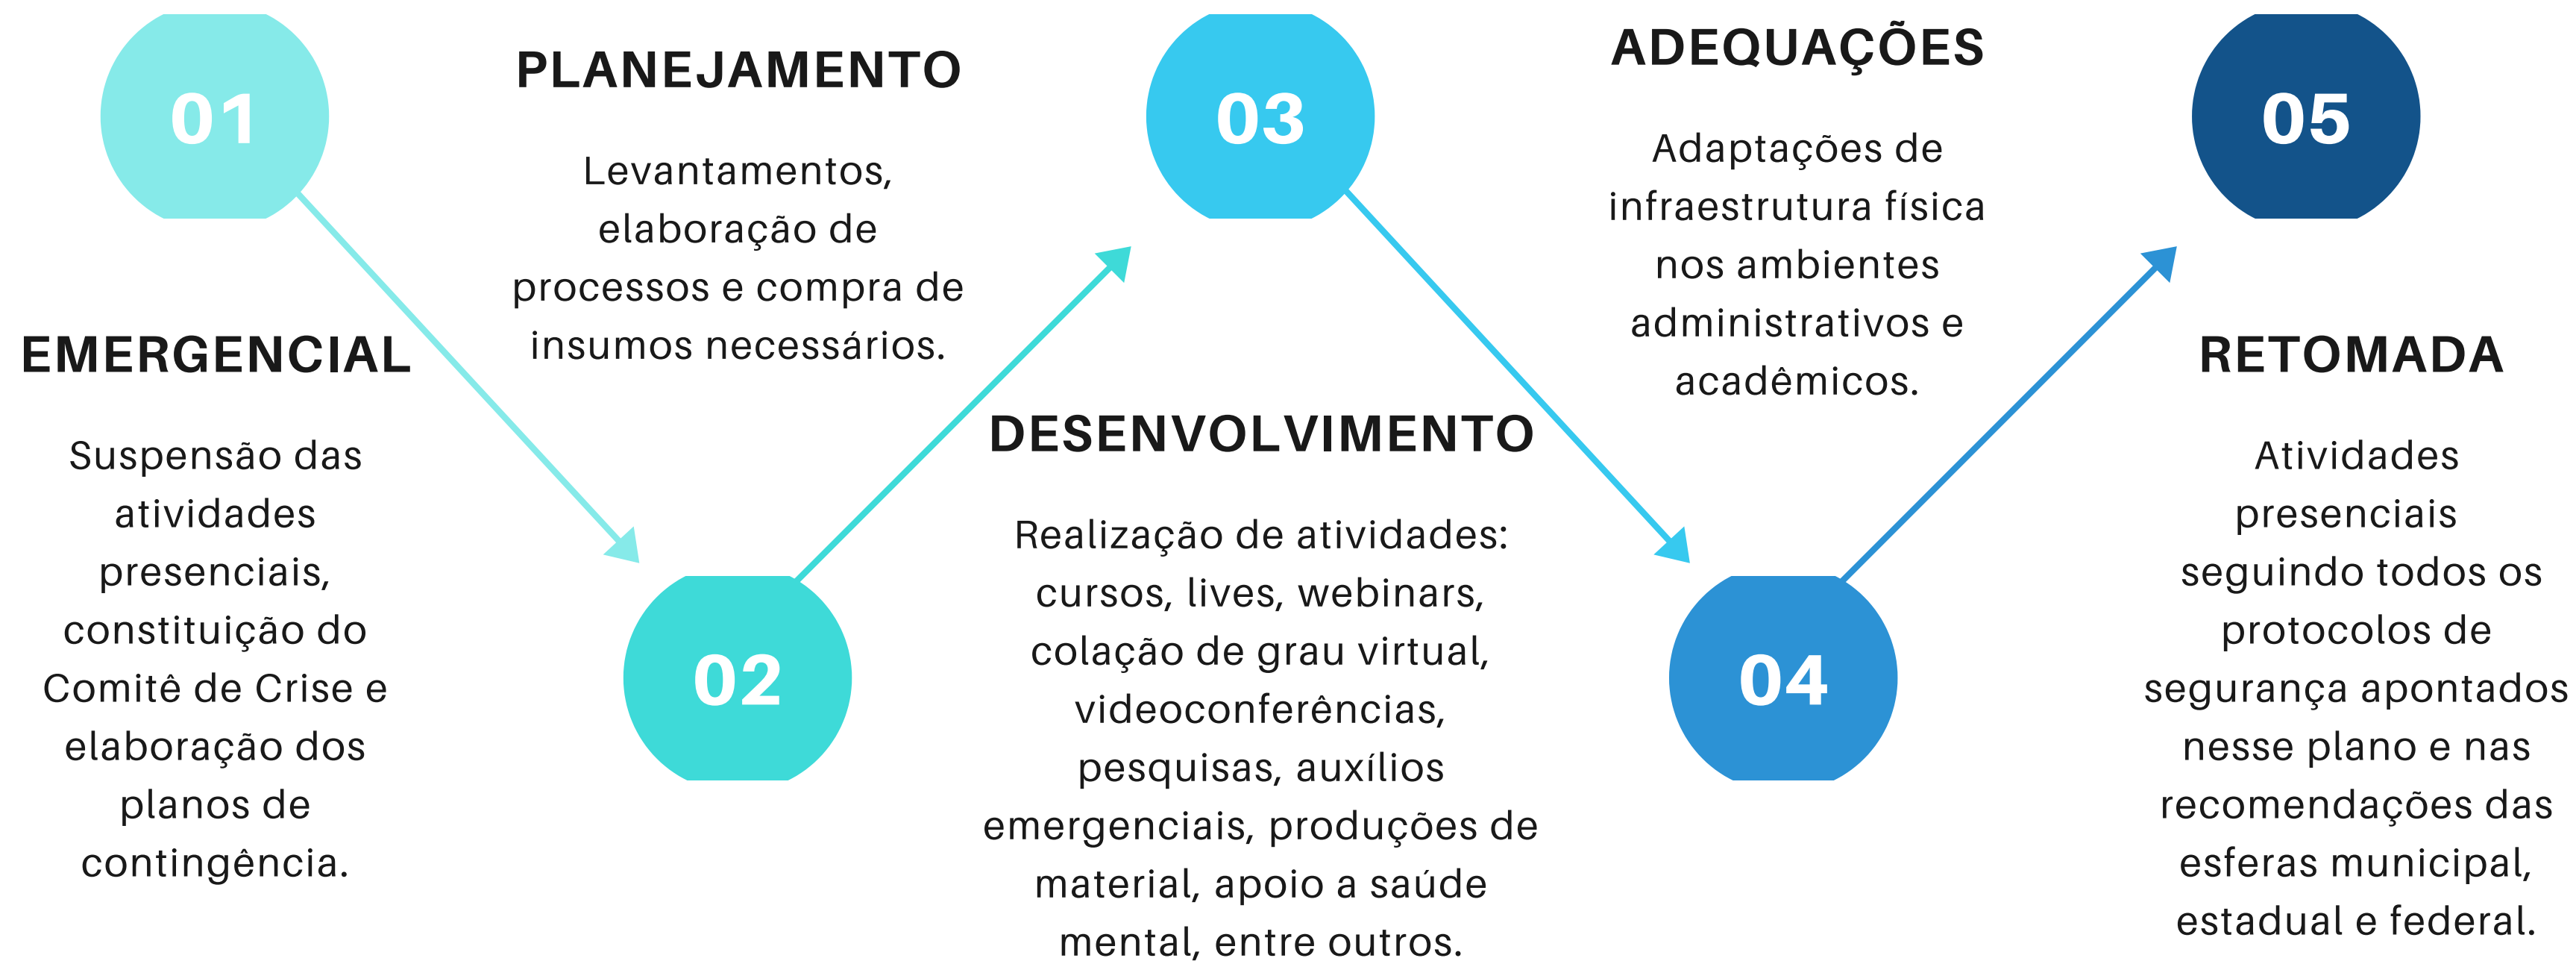 01
EMERGENCIAL
Suspensão das
atividades
presenciais,
constituição do
Comitê de Crise e
elaboração dos
planos de
contingência.
PLANEJAMENTO
Levantamentos,
elaboração de
processos e compra de
insumos necessários.
02
03
DESENVOLVIMENTO
Realização de atividades:
cursos, lives, webinars,
colação de grau virtual,
videoconferências,
pesquisas, auxílios
emergenciais, produções de
material, apoio a saúde
mental, entre outros.
ADEQUAÇÕES
Adaptações de
infraestrutura física
nos ambientes
administrativos e
acadêmicos.
04
05
RETOMADA
Atividades
presenciais
seguindo todos os
protocolos de
segurança apontados
nesse plano e nas
recomendações das
esferas municipal,
estadual e federal.